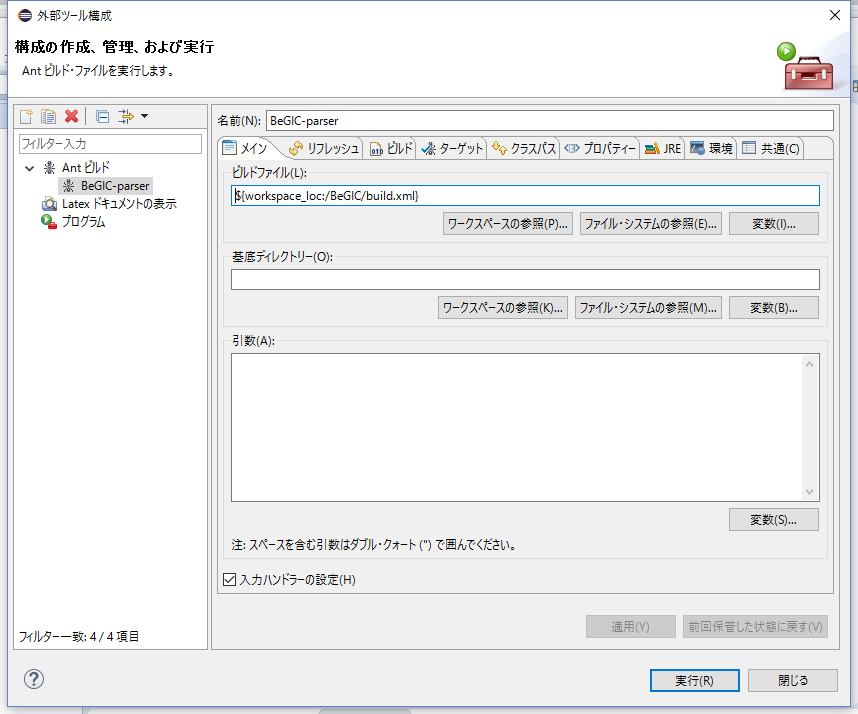 外部ツール構成
構成の作成、管理、および実行
Ant ビルド・ファイルを実行します。
名前(N): BeGIC-parser
フィルター入力
Ant ビルド
BeGIC-parser
Latex ドキュメントの表示
プログラム
フィルター一致: 4 / 4 項目
メイン リフレッシュ ビルド ターゲット クラスパス プロパティー JRE 環境 共通(C)
ビルドファイル(L):
${workspace_loc:/BeGIC/build.xml}
ワークスペースの参照(P)... ファイル・システムの参照(E)... 変数(I)...
基底ディレクトリー(O):
ワークスペースの参照(K)... ファイル・システムの参照(M)... 変数(B)...
引数(A):
変数(S)...
注: スペースを含む引数はダブル・クォート (") で囲んでください。
入力ハンドラーの設定(H)
適用(Y) 前回保管した状態に戻す(V)
? 実行(R) 閉じる